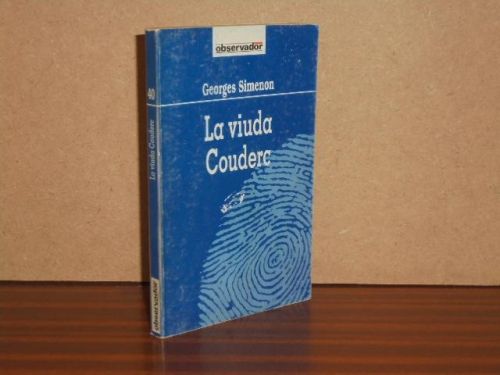 observador
Georges Simenon
La viuda
Couderc
40
La viuda Couderc
observador